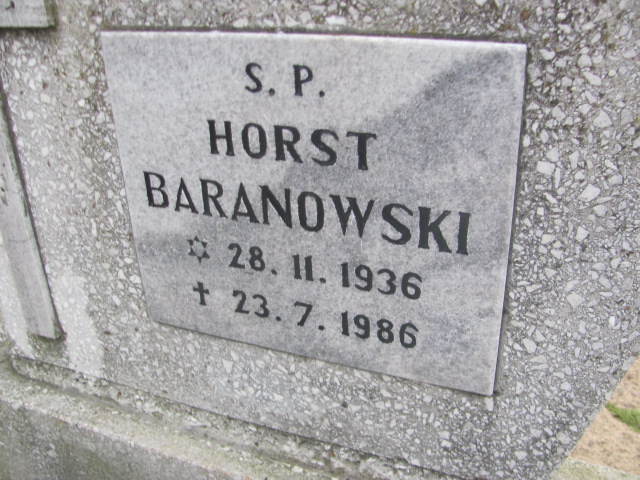 S. P.
HORST
BARANOWSKI
✡ 28. 11. 1936
✝ 23. 7. 1986